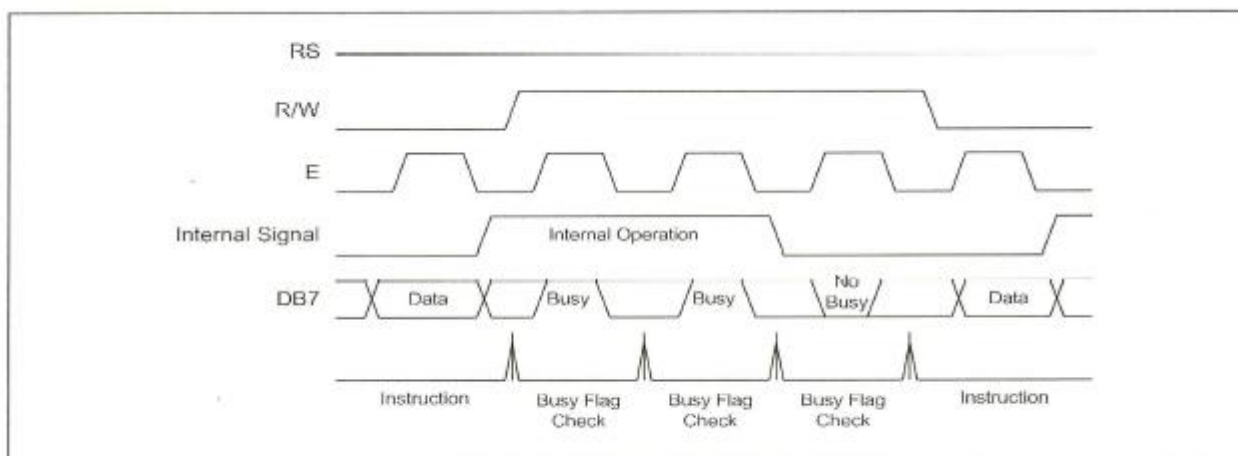 RS
R/W
E
Internal Signal
Internal Operation
DB7
Data
Busy
Busy
No
Busy
Data
Instruction
Busy Flag
Check
Busy Flag
Check
Busy Flag
Check
Instruction